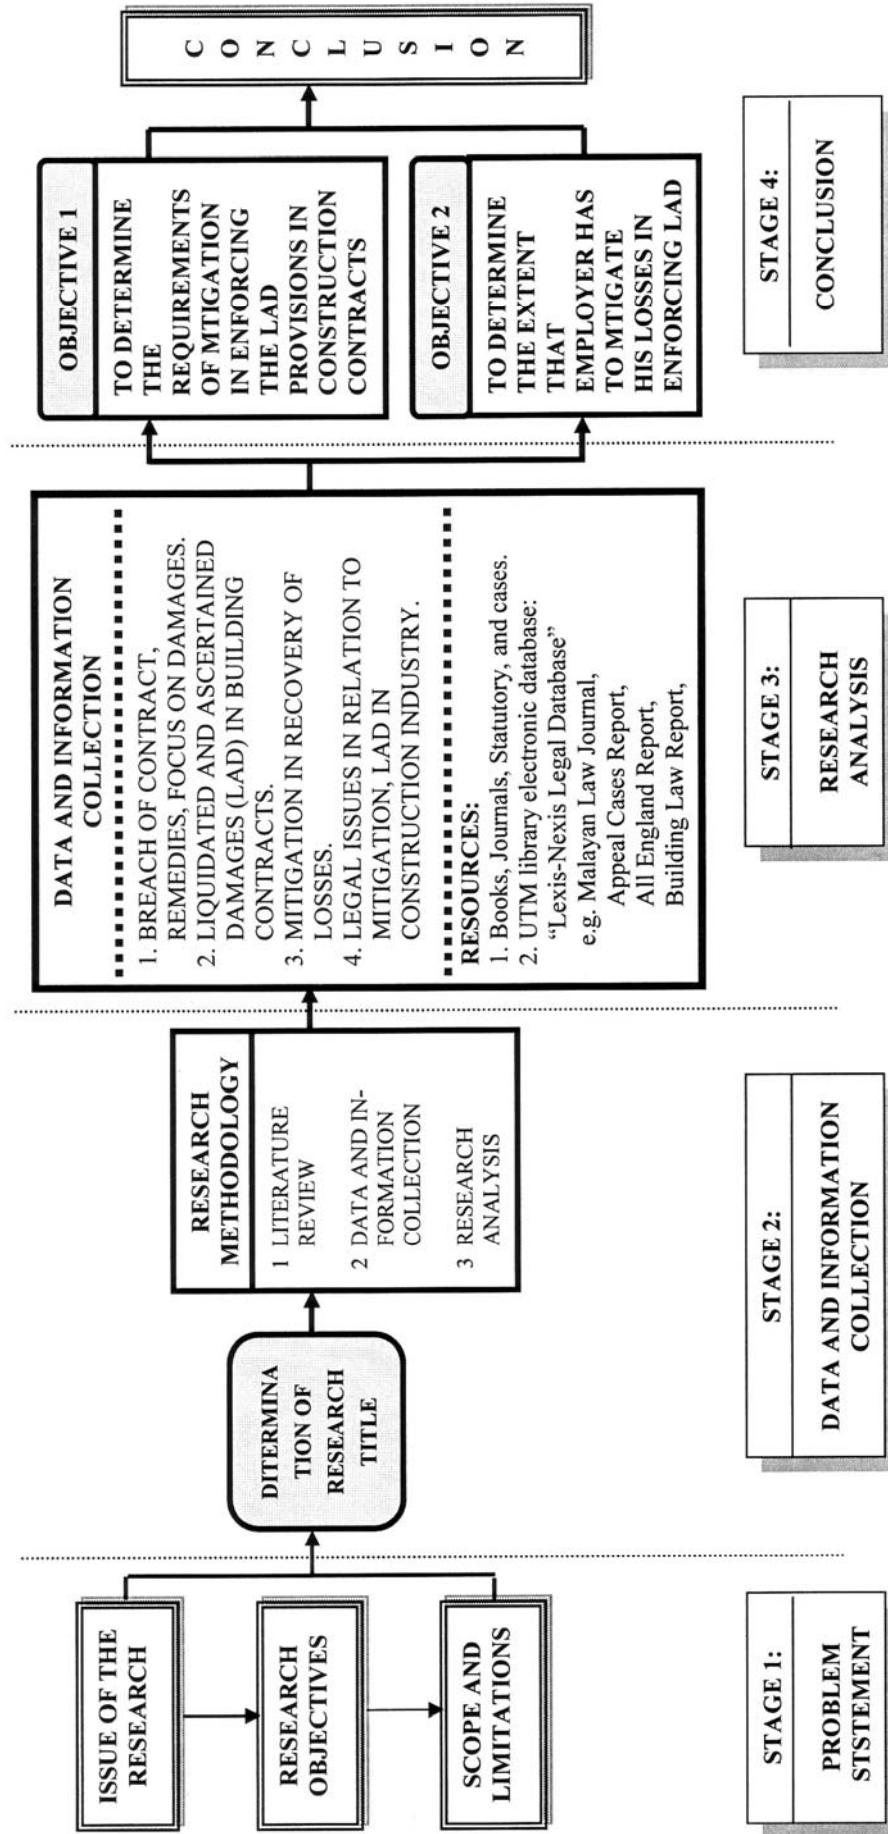 ISSUE OF THE
RESEARCH
RESEARCH
OBJECTIVES
SCOPE AND
LIMITATIONS
DITERMINA
TION OF
RESEARCH
TITLE
RESEARCH
METHODOLOGY
1 LITERATURE
REVIEW
2 DATA AND IN-
FORMATION
COLLECTION
3 RESEARCH
ANALYSIS
DATA AND INFORMATION
COLLECTION
1. BREACH OF CONTRACT,
REMEDIES, FOCUS ON DAMAGES.
2. LIQUIDATED AND ASCERTAINED
DAMAGES (LAD) IN BUILDING
CONTRACTS.
3. MITIGATION IN RECOVERY OF
LOSSES.
4. LEGAL ISSUES IN RELATION TO
MITIGATION, LAD IN
CONSTRUCTION INDUSTRY.
RESOURCES:
1. Books, Journals, Statutory, and cases.
2. UTM library electronic database:
“Lexis-Nexis Legal Database”
e.g. Malayan Law Journal,
Appeal Cases Report,
All England Report,
Building Law Report,
OBJECTIVE 1
TO DETERMINE
THE
REQUIREMENTS
OF MTIGATION
IN ENFORCING
THE LAD
PROVISIONS IN
CONSTRUCTION
CONTRACTS
OBJECTIVE 2
TO DETERMINE
THE EXTENT
THAT
EMPLOYER HAS
TO MTIGATE
HIS LOSSES IN
ENFORCING LAD
C
O
N
C
L
U
S
I
O
N
STAGE 1:
PROBLEM
STSTEMENT
STAGE 2:
DATA AND INFORMATION
COLLECTION
STAGE 3:
RESEARCH
ANALYSIS
STAGE 4:
CONCLUSION